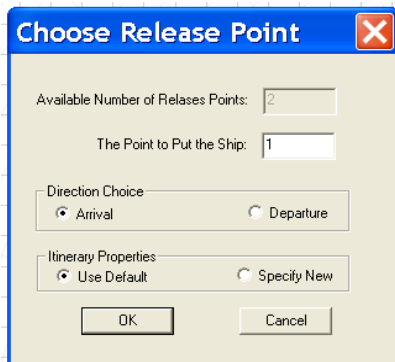 Choose Release Point
Available Number of Relases Points: 2
The Point to Put the Ship: 1
Direction Choice
Arrival Departure
Itinerary Properties
Use Default Specify New
OK Cancel